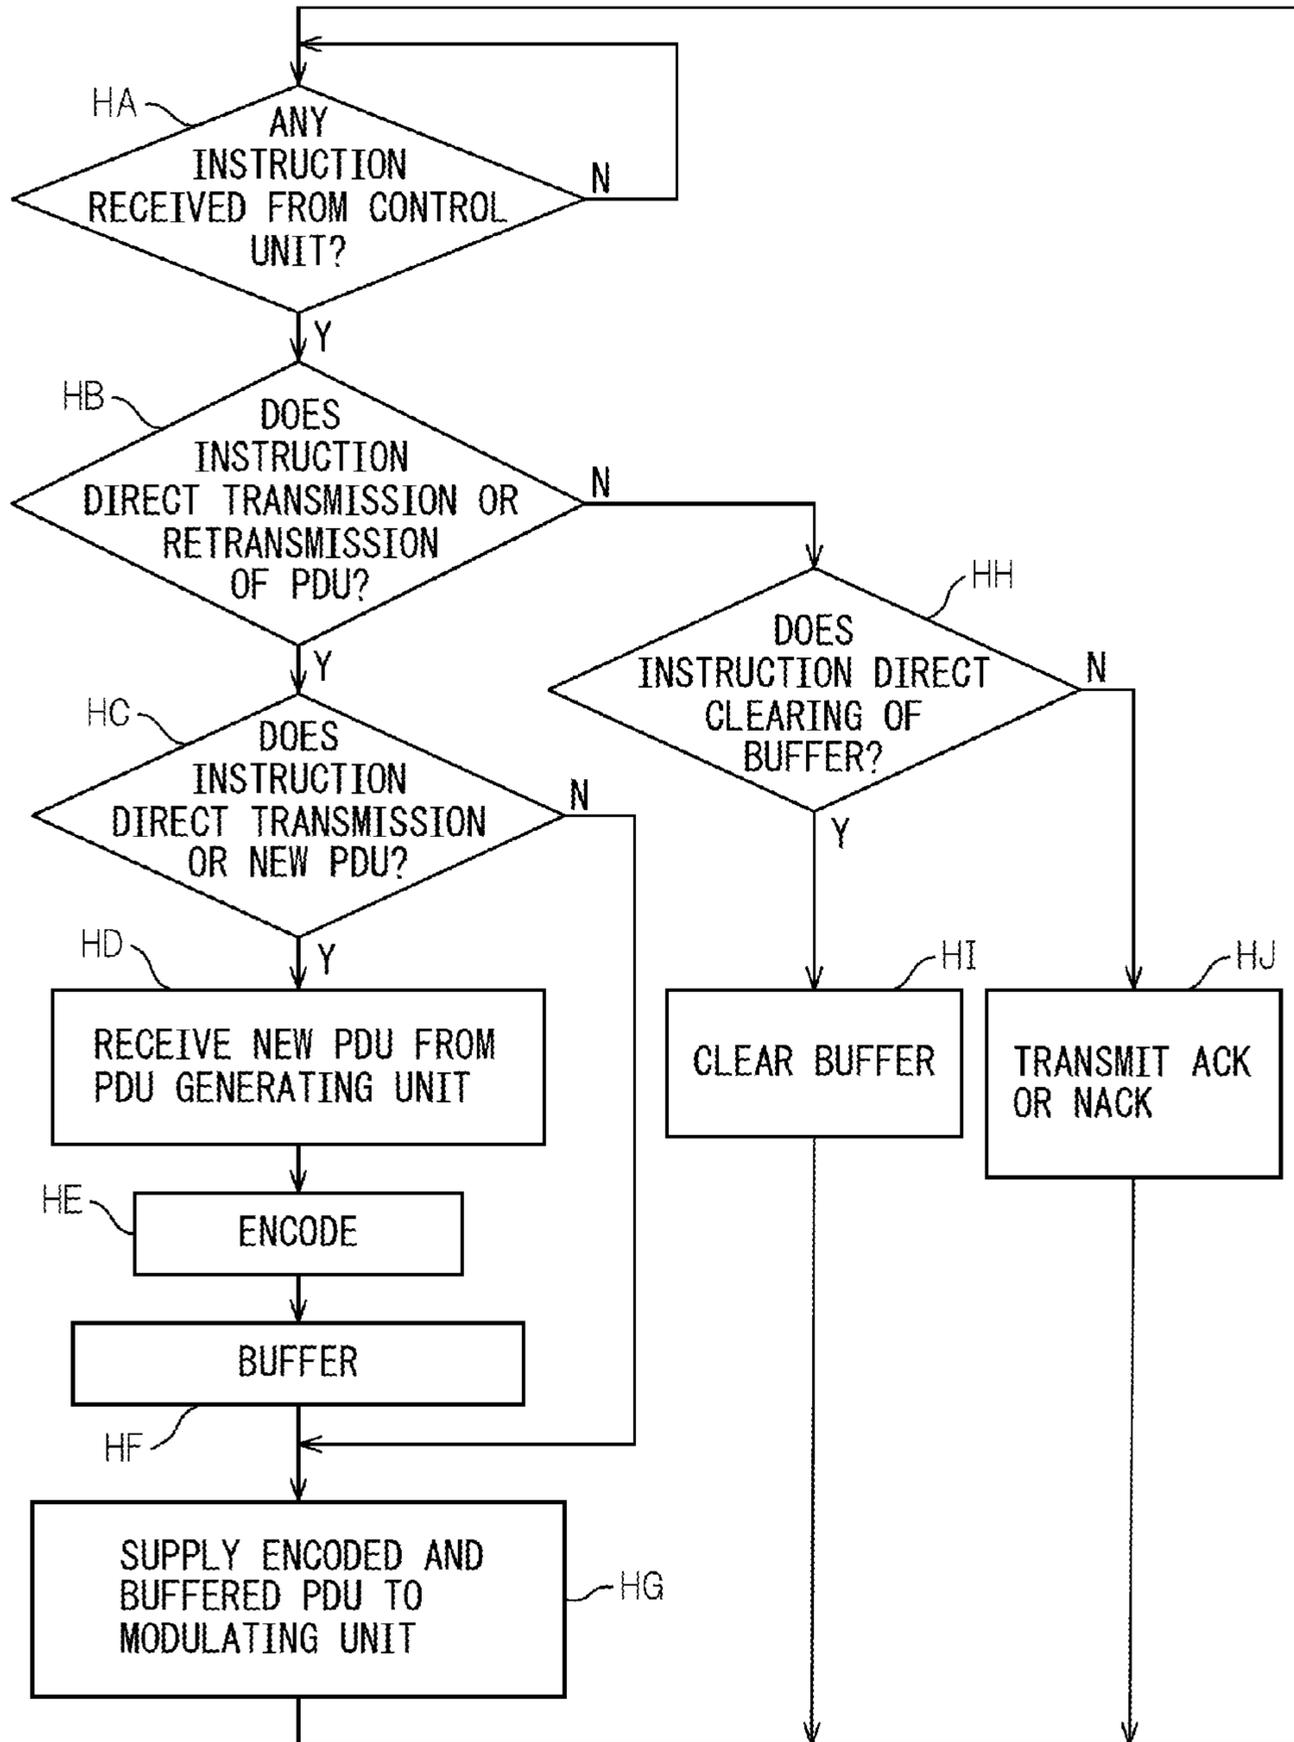 HA
ANY
INSTRUCTION
RECEIVED FROM CONTROL
UNIT?
N
Y
HB
DOES
INSTRUCTION
DIRECT TRANSMISSION OR
RETRANSMISSION
OF PDU?
N
Y
HH
DOES
INSTRUCTION DIRECT
CLEARING OF
BUFFER?
N
Y
HC
DOES
INSTRUCTION
DIRECT TRANSMISSION
OR NEW PDU?
N
Y
HD
RECEIVE NEW PDU FROM
PDU GENERATING UNIT
HI
CLEAR BUFFER
HJ
TRANSMIT ACK
OR NACK
HE
ENCODE
BUFFER
HF
SUPPLY ENCODED AND
BUFFERED PDU TO
MODULATING UNIT
HG